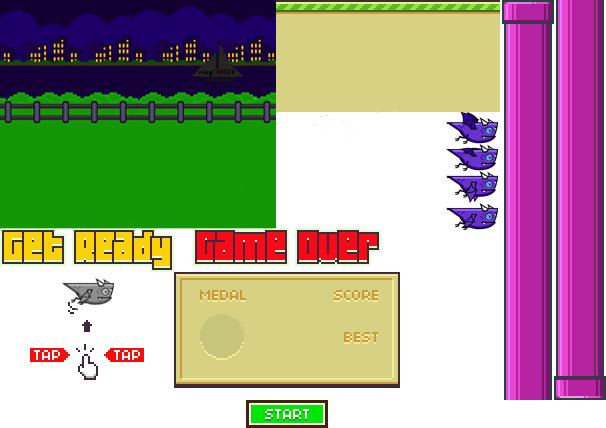 Get Ready
Game Over
MEDAL
SCORE
BEST
TAP
TAP
START